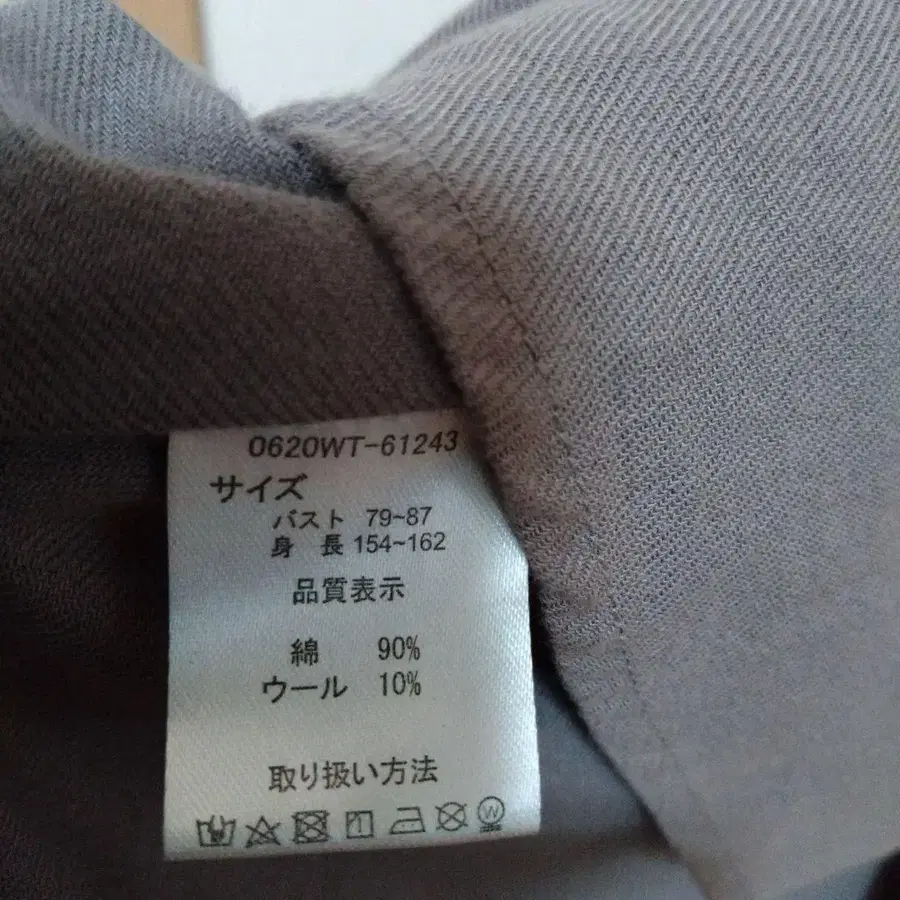 0620WT-61243
サイズ
バスト 79~87
身 長 154~162
品質表示
綿 90%
ウール 10%
取り扱い方法
W